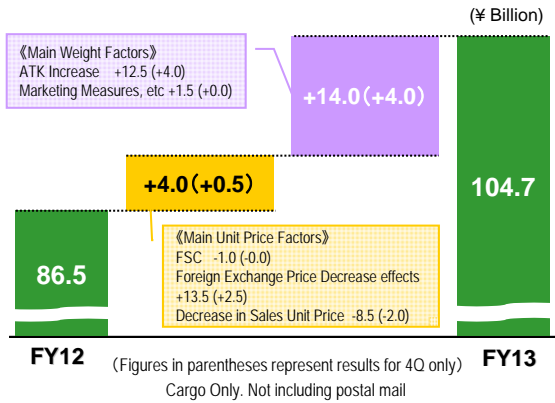 (¥ Billion)
《Main Weight Factors》
ATK Increase +12.5 (+4.0)
Marketing Measures, etc +1.5 (+0.0)
+14.0(+4.0)
+4.0(+0.5)
104.7
《Main Unit Price Factors》
FSC -1.0 (-0.0)
Foreign Exchange Price Decrease effects
+13.5 (+2.5)
Decrease in Sales Unit Price -8.5 (-2.0)
86.5
FY12
(Figures in parentheses represent results for 4Q only)
FY13
Cargo Only. Not including postal mail